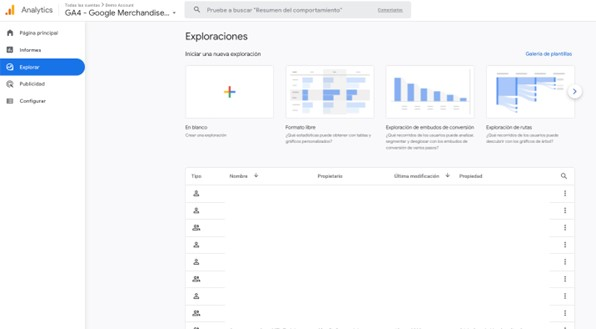 Analytics
Todas las cuentas > Demo Account
GA4 - Google Merchandise...
Pruebe a buscar "Resumen del comportamiento"
Página principal
Informes
Explorar
Publicidad
Configurar
Exploraciones
Iniciar una nueva exploración
Galería de plantillas
En blanco
Crear una exploración
Formato libre
¿Qué estadísticas puede obtener con tablas y
gráficos personalizados?
Exploración de embudos de conversión
¿Qué recorridos de los usuarios puede analizar,
segmentar y desglosar con los embudos de
conversión de varios pasos?
Exploración de rutas
¿Qué recorridos de los usuarios puede
descubrir con los gráficos de árbol?
Tipo Nombre Propietario Última modificación Propiedad